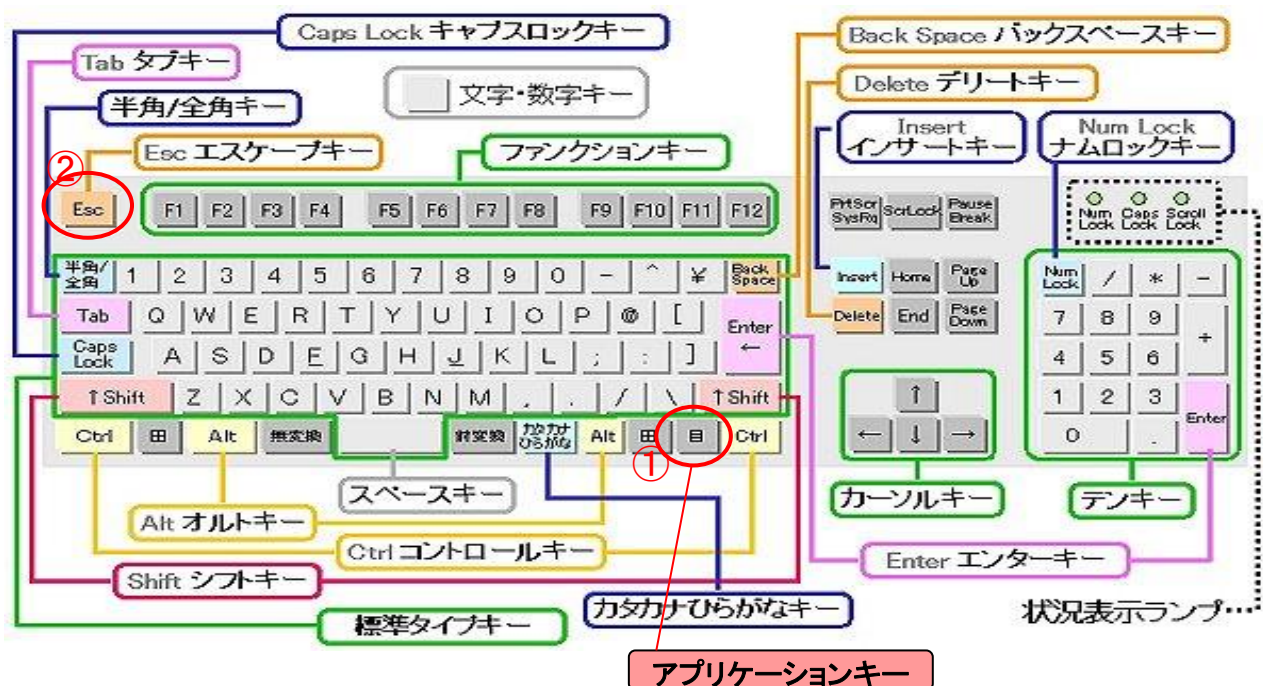 Caps Lock キャプスロックキー
Back Space バックスペースキー
Tab タブキー
文字・数字キー
Delete デリートキー
半角/全角キー
Insert
インサートキー
Num Lock
ナムロックキー
Esc エスケープキー
ファンクションキー
②
Esc
F1 F2 F3 F4 F5 F6 F7 F8 F9 F10 F11 F12
PrtScr
SysRq
ScrLock
Pause
Break
Num
Lock
Caps
Lock
Scroll
Lock
半角/
全角
1 2 3 4 5 6 7 8 9 0 - ^ ¥
Back
Space
Insert Home
Page
Up
Num
Lock
/ * -
Tab Q W E R T Y U I O P @ [
Enter
←
Delete End
Page
Down
7 8 9 +
Caps
Lock
A S D F G H J K L ; : ]
4 5 6
↑Shift Z X C V B N M , . / \ ↑Shift
↑
1 2 3
Enter
Ctrl Alt 無変換 前変換
カタカナ
ひらがな
Alt Ctrl
← ↓ →
0 .
①
スペースキー
カーソルキー
テンキー
Alt オルトキー
Ctrl コントロールキー
Enter エンターキー
Shift シフトキー
カタカナひらがなキー
状況表示ランプ
標準タイプキー
アプリケーションキー